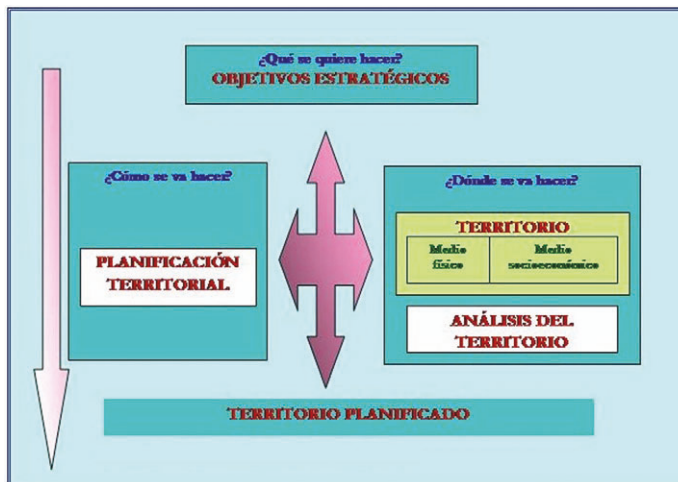 ¿Qué se quiere hacer?
OBJETIVOS ESTRATÉGICOS
¿Cómo se va hacer?
PLANIFICACIÓN
TERRITORIAL
¿Dónde se va hacer?
TERRITORIO
Medio
físico
Medio
socioeconómico
ANÁLISIS DEL
TERRITORIO
TERRITORIO PLANIFICADO